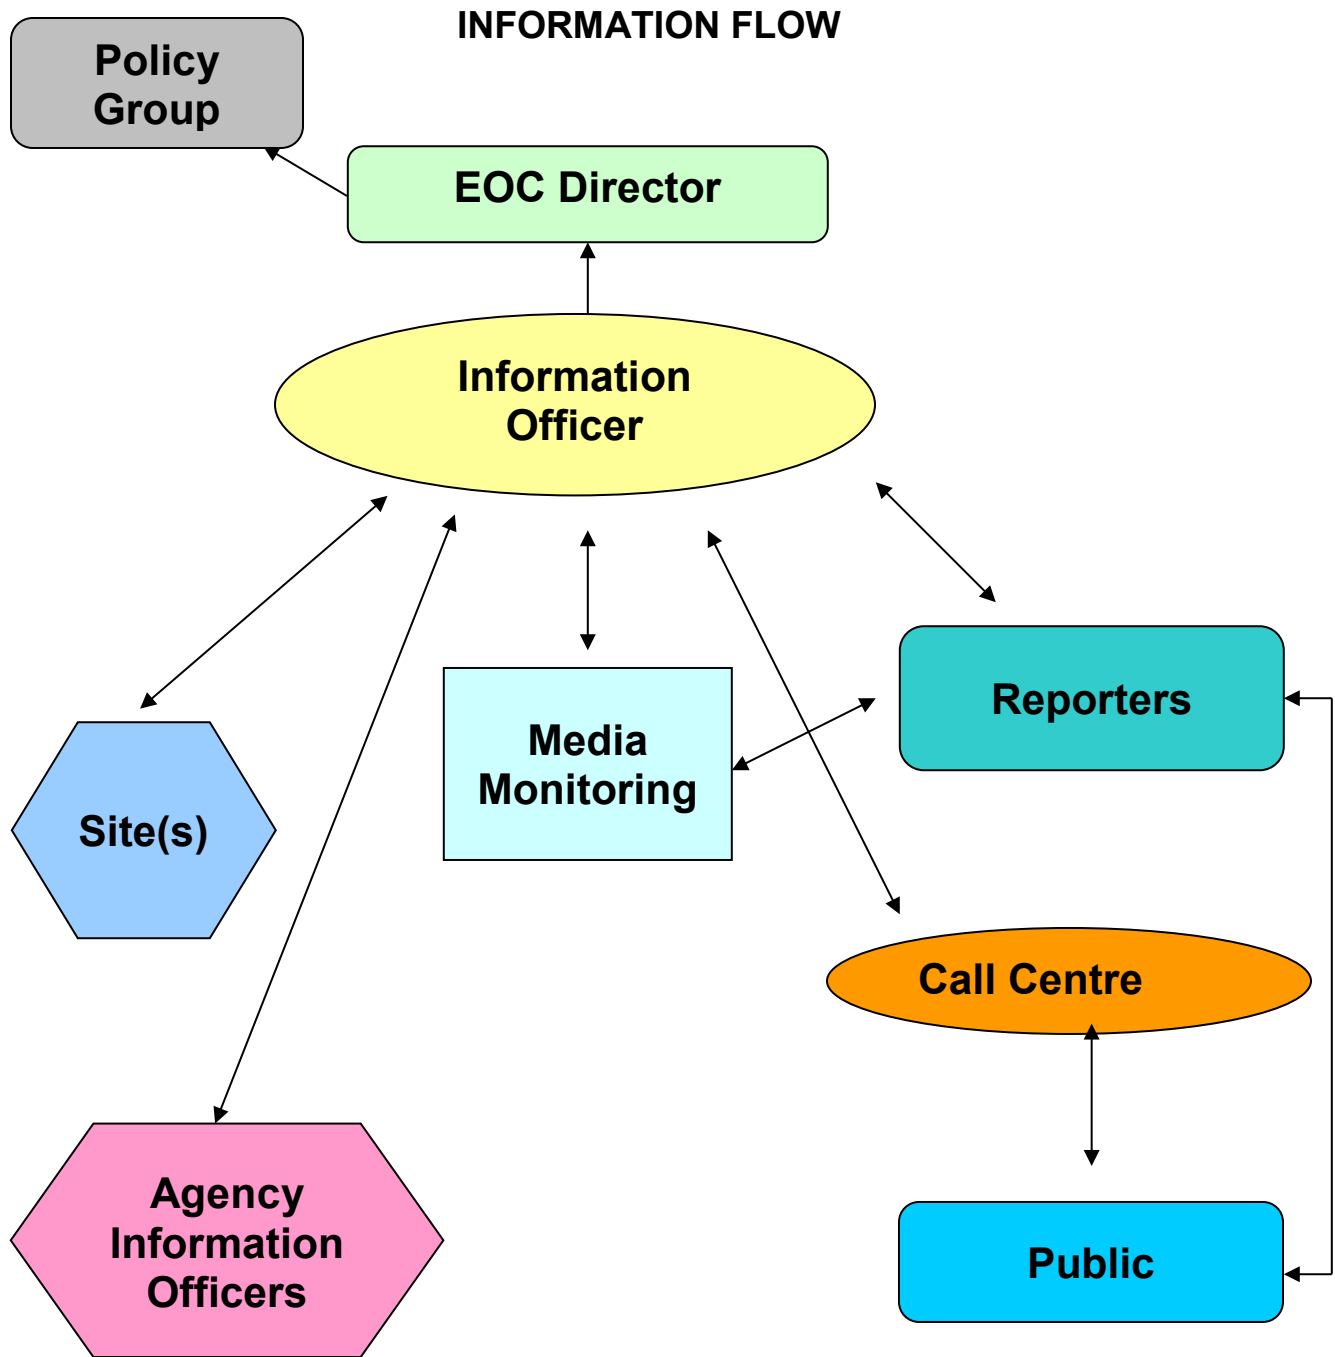 INFORMATION FLOW
Policy
Group
EOC Director
Information
Officer
Reporters
Media
Monitoring
Site(s)
Call Centre
Agency
Information
Officers
Public